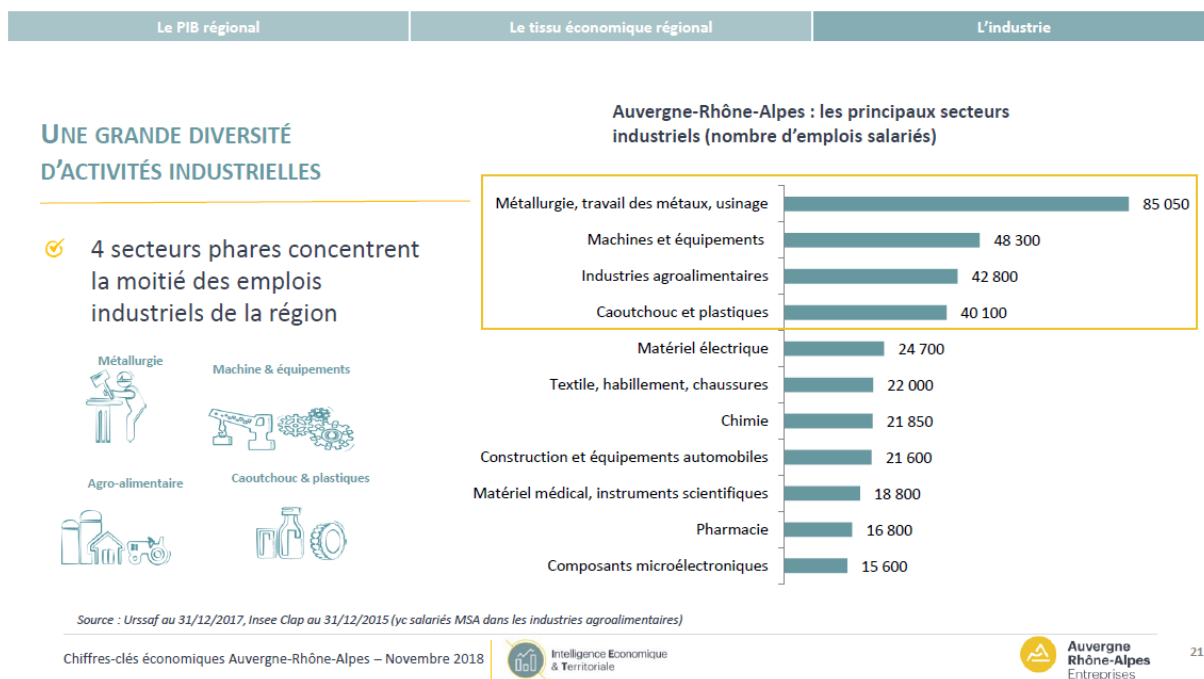 Le PIB régional
Le tissu économique régional
L'industrie
UNE GRANDE DIVERSITÉ
D'ACTIVITÉS INDUSTRIELLES
4 secteurs phares concentrent
la moitié des emplois
industriels de la région
Métallurgie
Machine & équipements
Agro-alimentaire
Caoutchouc & plastiques
Auvergne-Rhône-Alpes : les principaux secteurs
industriels (nombre d'emplois salariés)
Métallurgie, travail des métaux, usinage 85 050
Machines et équipements 48 300
Industries agroalimentaires 42 800
Caoutchouc et plastiques 40 100
Matériel électrique 24 700
Textile, habillement, chaussures 22 000
Chimie 21 850
Construction et équipements automobiles 21 600
Matériel médical, instruments scientifiques 18 800
Pharmacie 16 800
Composants microélectroniques 15 600
Source : Urssaf au 31/12/2017, Insee Clap au 31/12/2015 (yc salariés MSA dans les industries agroalimentaires)
Chiffres-clés économiques Auvergne-Rhône-Alpes – Novembre 2018
Intelligence Economique
& Territoriale
Auvergne
Rhône-Alpes
Entreprises
21